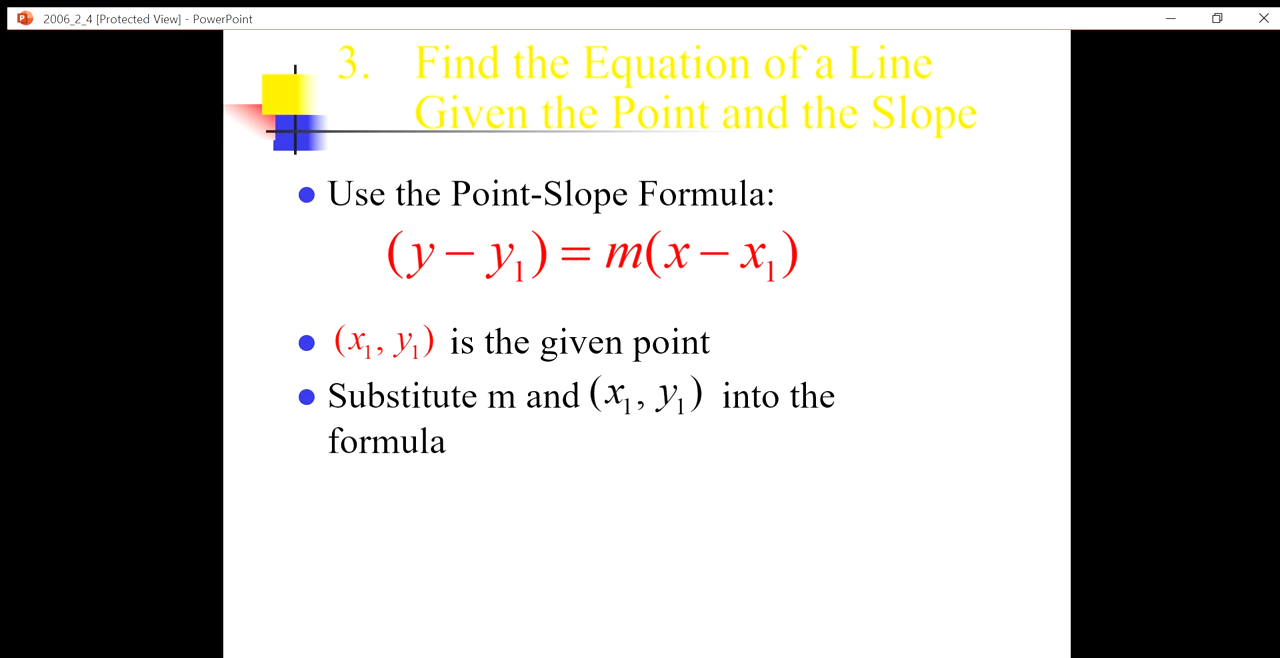 2006_2_4 [Protected View] - PowerPoint
3. Find the Equation of a Line
Given the Point and the Slope
Use the Point-Slope Formula:
(y − y₁) = m(x − x₁)
(x₁, y₁) is the given point
Substitute m and (x₁, y₁) into the
formula